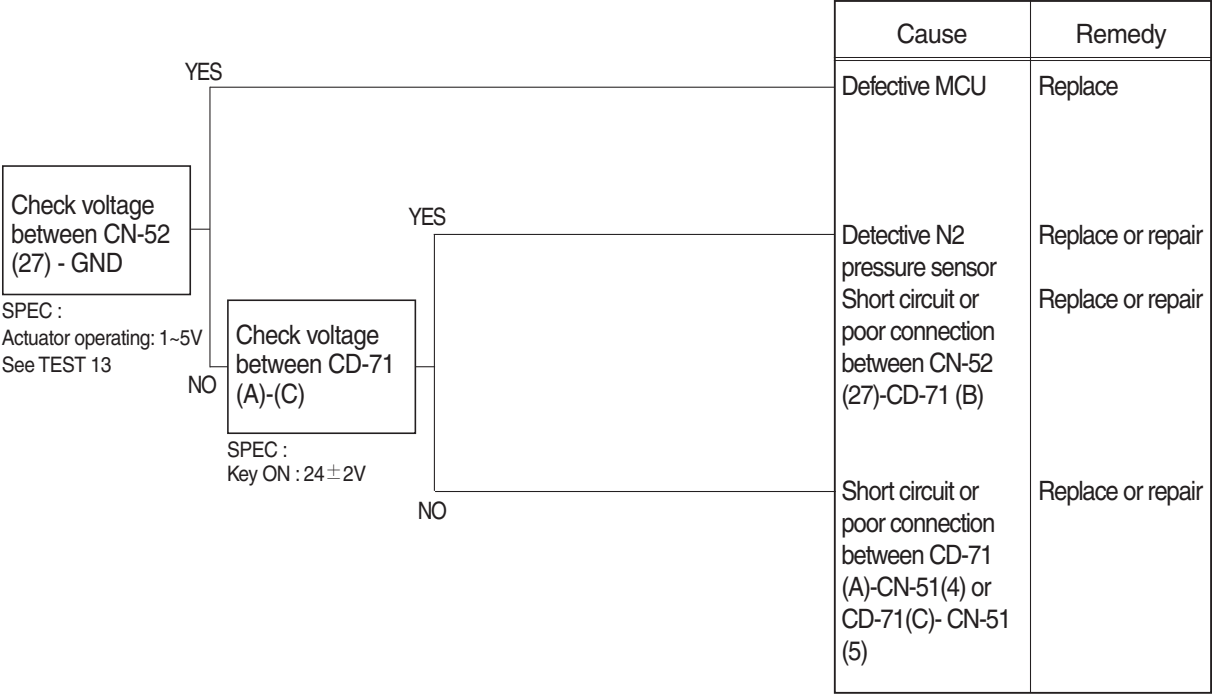 Cause
Remedy
YES
Defective MCU
Replace
Check voltage
between CN-52
(27) - GND
SPEC :
Actuator operating: 1~5V
See TEST 13
NO
YES
Detective N2
pressure sensor
Replace or repair
Short circuit or
poor connection
between CN-52
(27)-CD-71 (B)
Replace or repair
Check voltage
between CD-71
(A)-(C)
SPEC :
Key ON : 24±2V
NO
Short circuit or
poor connection
between CD-71
(A)-CN-51(4) or
CD-71(C)- CN-51
(5)
Replace or repair